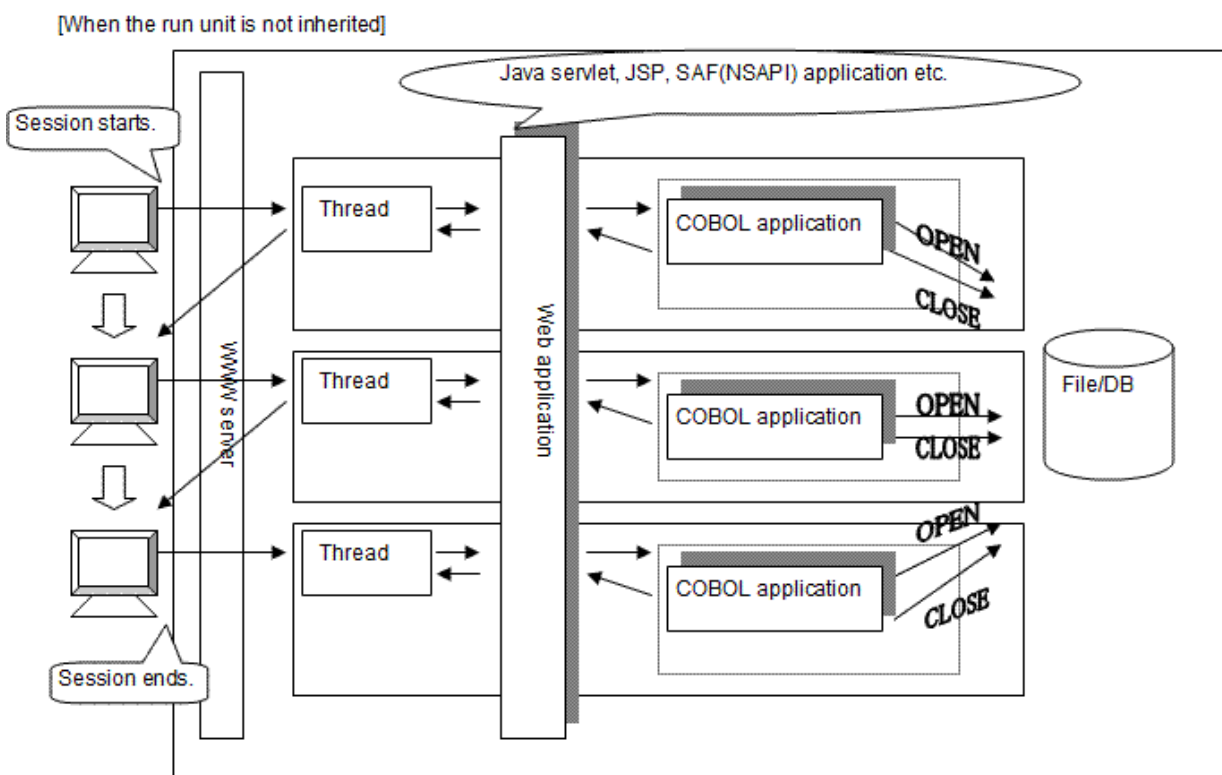 [When the run unit is not inherited]
Java servlet, JSP, SAF(NSAPI) application etc.
Session starts.
WWW server
Web application
Thread
COBOL application
OPEN
CLOSE
Thread
COBOL application
OPEN
CLOSE
File/DB
Thread
COBOL application
OPEN
CLOSE
Session ends.